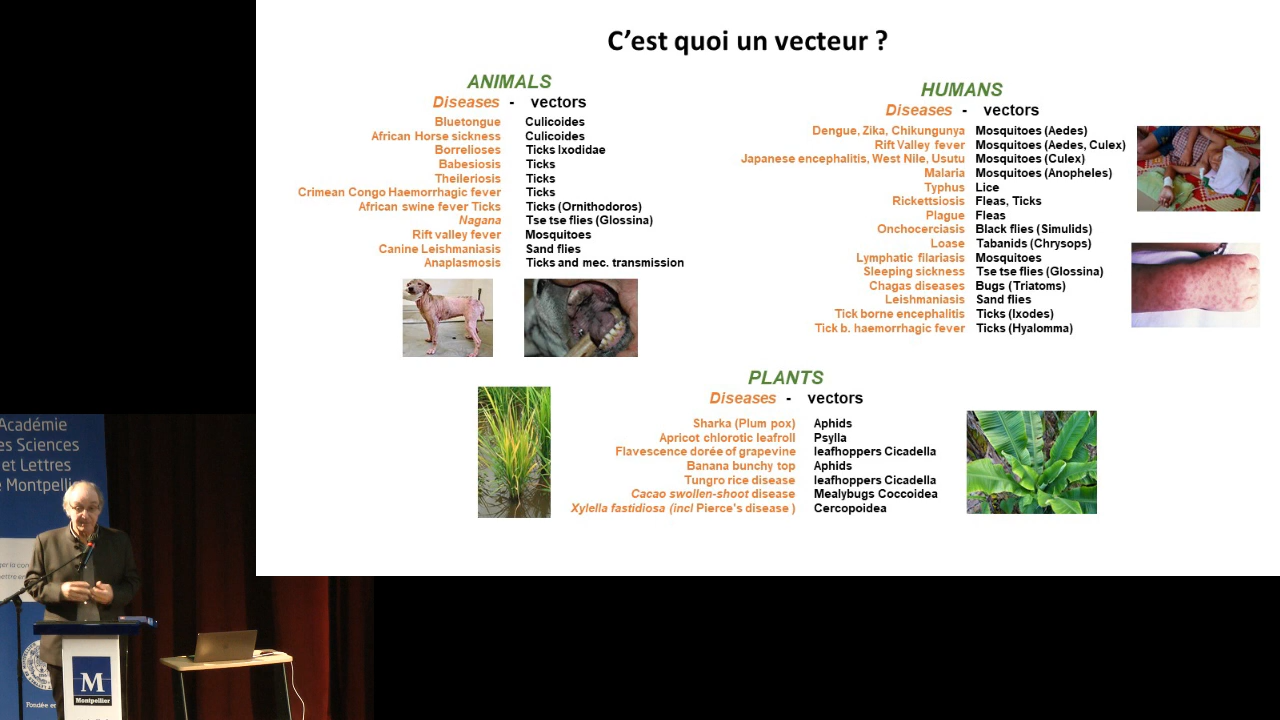 C'est quoi un vecteur ?
ANIMALS
Diseases - vectors
Bluetongue Culicoides
African Horse sickness Culicoides
Borrelioses Ticks Ixodidae
Babesiosis Ticks
Theileriosis Ticks
Crimean Congo Haemorrhagic fever Ticks
African swine fever Ticks Ticks (Ornithodoros)
Nagana Tse tse flies (Glossina)
Rift valley fever Mosquitoes
Canine Leishmaniasis Sand flies
Anaplasmosis Ticks and mec. transmission
HUMANS
Diseases - vectors
Dengue, Zika, Chikungunya Mosquitoes (Aedes)
Rift Valley fever Mosquitoes (Aedes, Culex)
Japanese encephalitis, West Nile, Usutu Mosquitoes (Culex)
Malaria Mosquitoes (Anopheles)
Typhus Lice
Rickettsiosis Fleas, Ticks
Plague Fleas
Onchocerciasis Black flies (Simulids)
Loase Tabanids (Chrysops)
Lymphatic filariasis Mosquitoes
Sleeping sickness Tse tse flies (Glossina)
Chagas diseases Bugs (Triatoms)
Leishmaniasis Sand flies
Tick borne encephalitis Ticks (Ixodes)
Tick b. haemorrhagic fever Ticks (Hyalomma)
PLANTS
Diseases - vectors
Sharka (Plum pox) Aphids
Apricot chlorotic leafroll Psylla
Flavescence dorée of grapevine leafhoppers Cicadella
Banana bunchy top Aphids
Tungro rice disease leafhoppers Cicadella
Cacao swollen-shoot disease Mealybugs Coccoidea
Xylella fastidiosa (incl Pierce's disease ) Cercopoidea
Académie
es Sciences
et Lettres
Montpelli
Fondée en
M
Montpellier